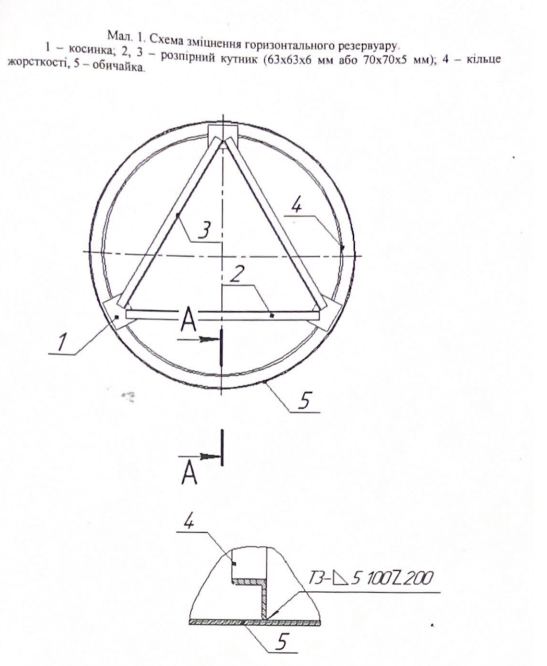 Мал. 1. Схема зміцнення горизонтального резервуару.
1 – косинка; 2, 3 – розпірний кутник (63х63х6 мм або 70х70х5 мм); 4 – кільце
жорсткості, 5 – обичайка.
4
3
2
1
А
5
А
4
Т3-◺5 100Z200
5